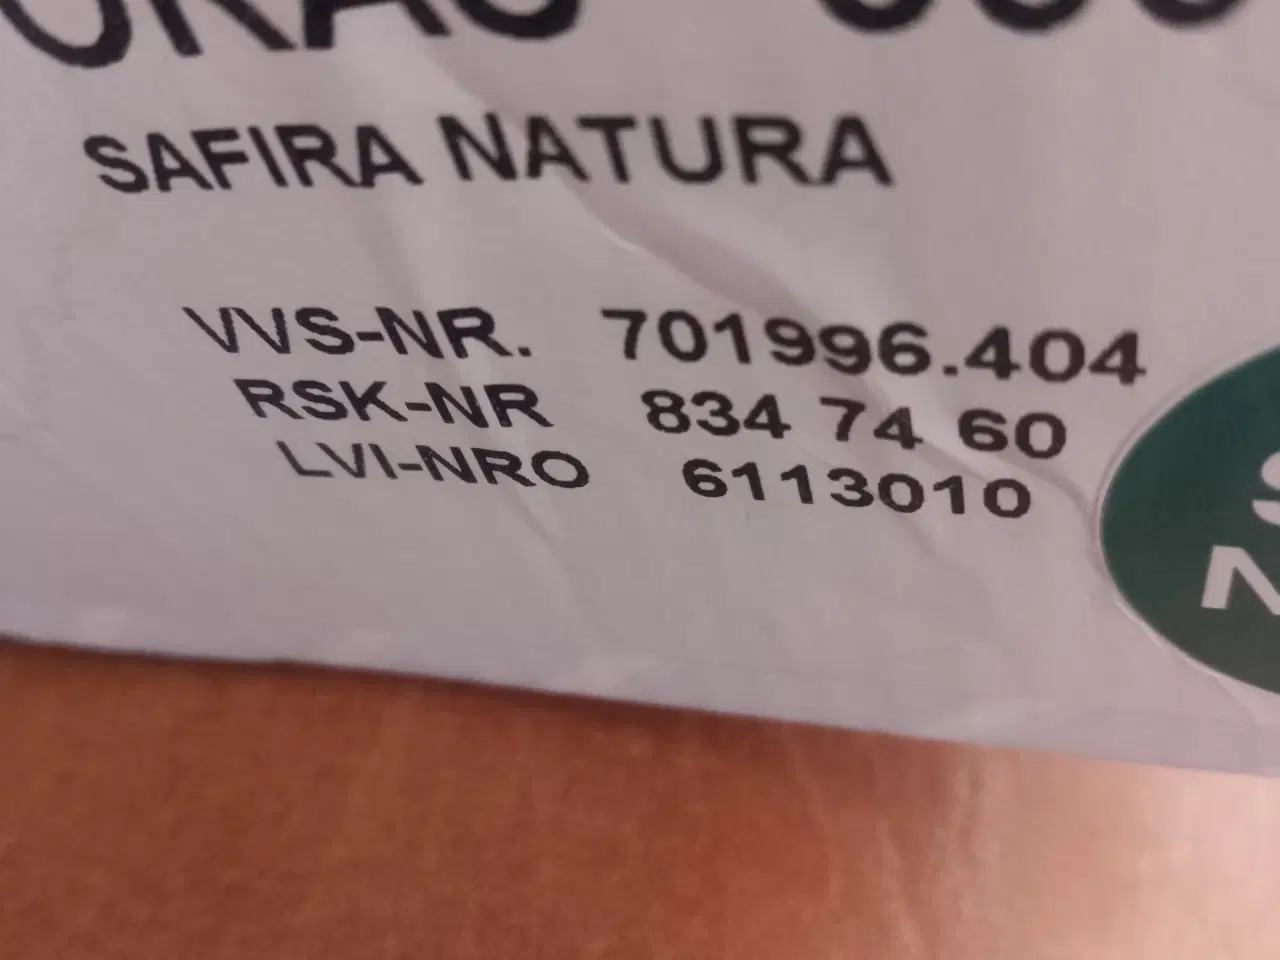 SAFIRA NATURA
VVS-NR. 701996.404
RSK-NR 834 74 60
LVI-NRO 6113010